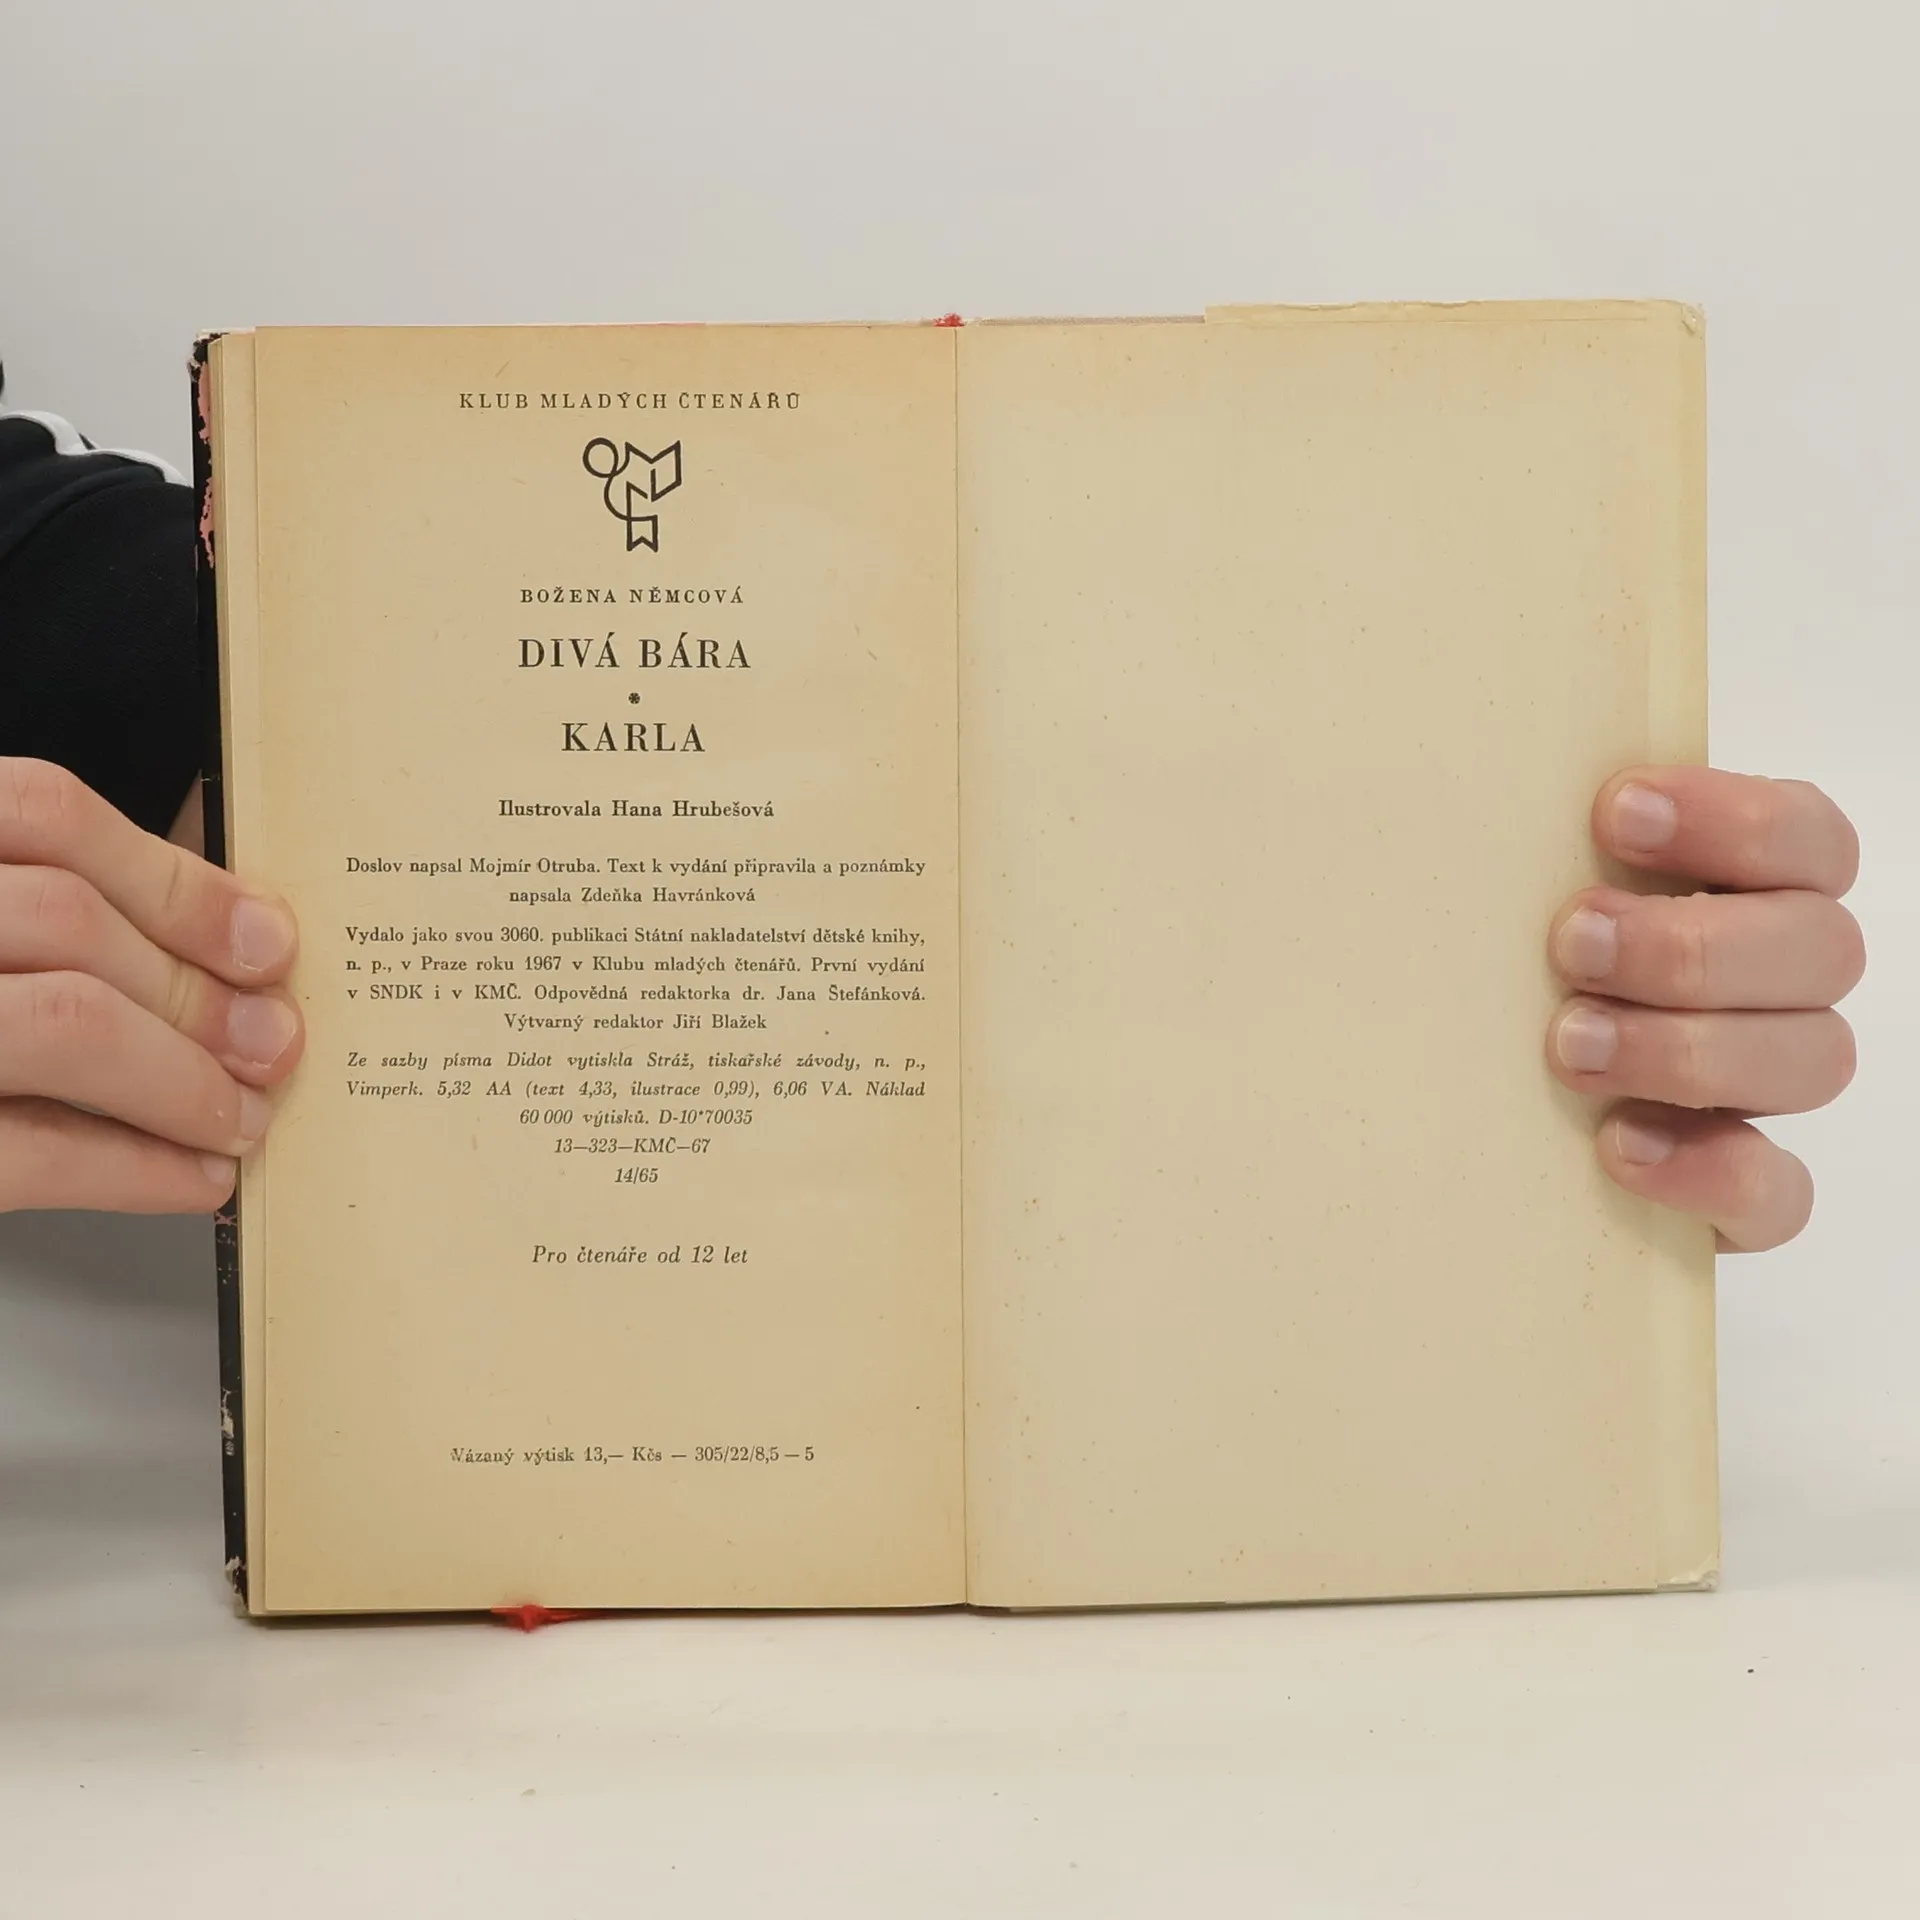 KLUB MLADÝCH ČTENÁŘŮ
BOŽENA NĚMCOVÁ
DIVÁ BÁRA
*
KARLA
Ilustrovala Hana Hrubešová
Doslov napsal Mojmír Otruba. Text k vydání připravila a poznámky
napsala Zdeňka Havránková
Vydalo jako svou 3060. publikaci Státní nakladatelství dětské knihy,
n. p., v Praze roku 1967 v Klubu mladých čtenářů. První vydání
v SNDK i v KMČ. Odpovědná redaktorka dr. Jana Štefánková.
Výtvarný redaktor Jiří Blažek
Ze sazby písma Didot vytiskla Stráž, tiskařské závody, n. p.,
Vimperk. 5,32 AA (text 4,33, ilustrace 0,99), 6,06 VA. Náklad
60 000 výtisků. D-10*70035
13—323—KMČ—67
14/65
Pro čtenáře od 12 let
Vázaný výtisk 13,— Kčs — 305/22/8,5 — 5